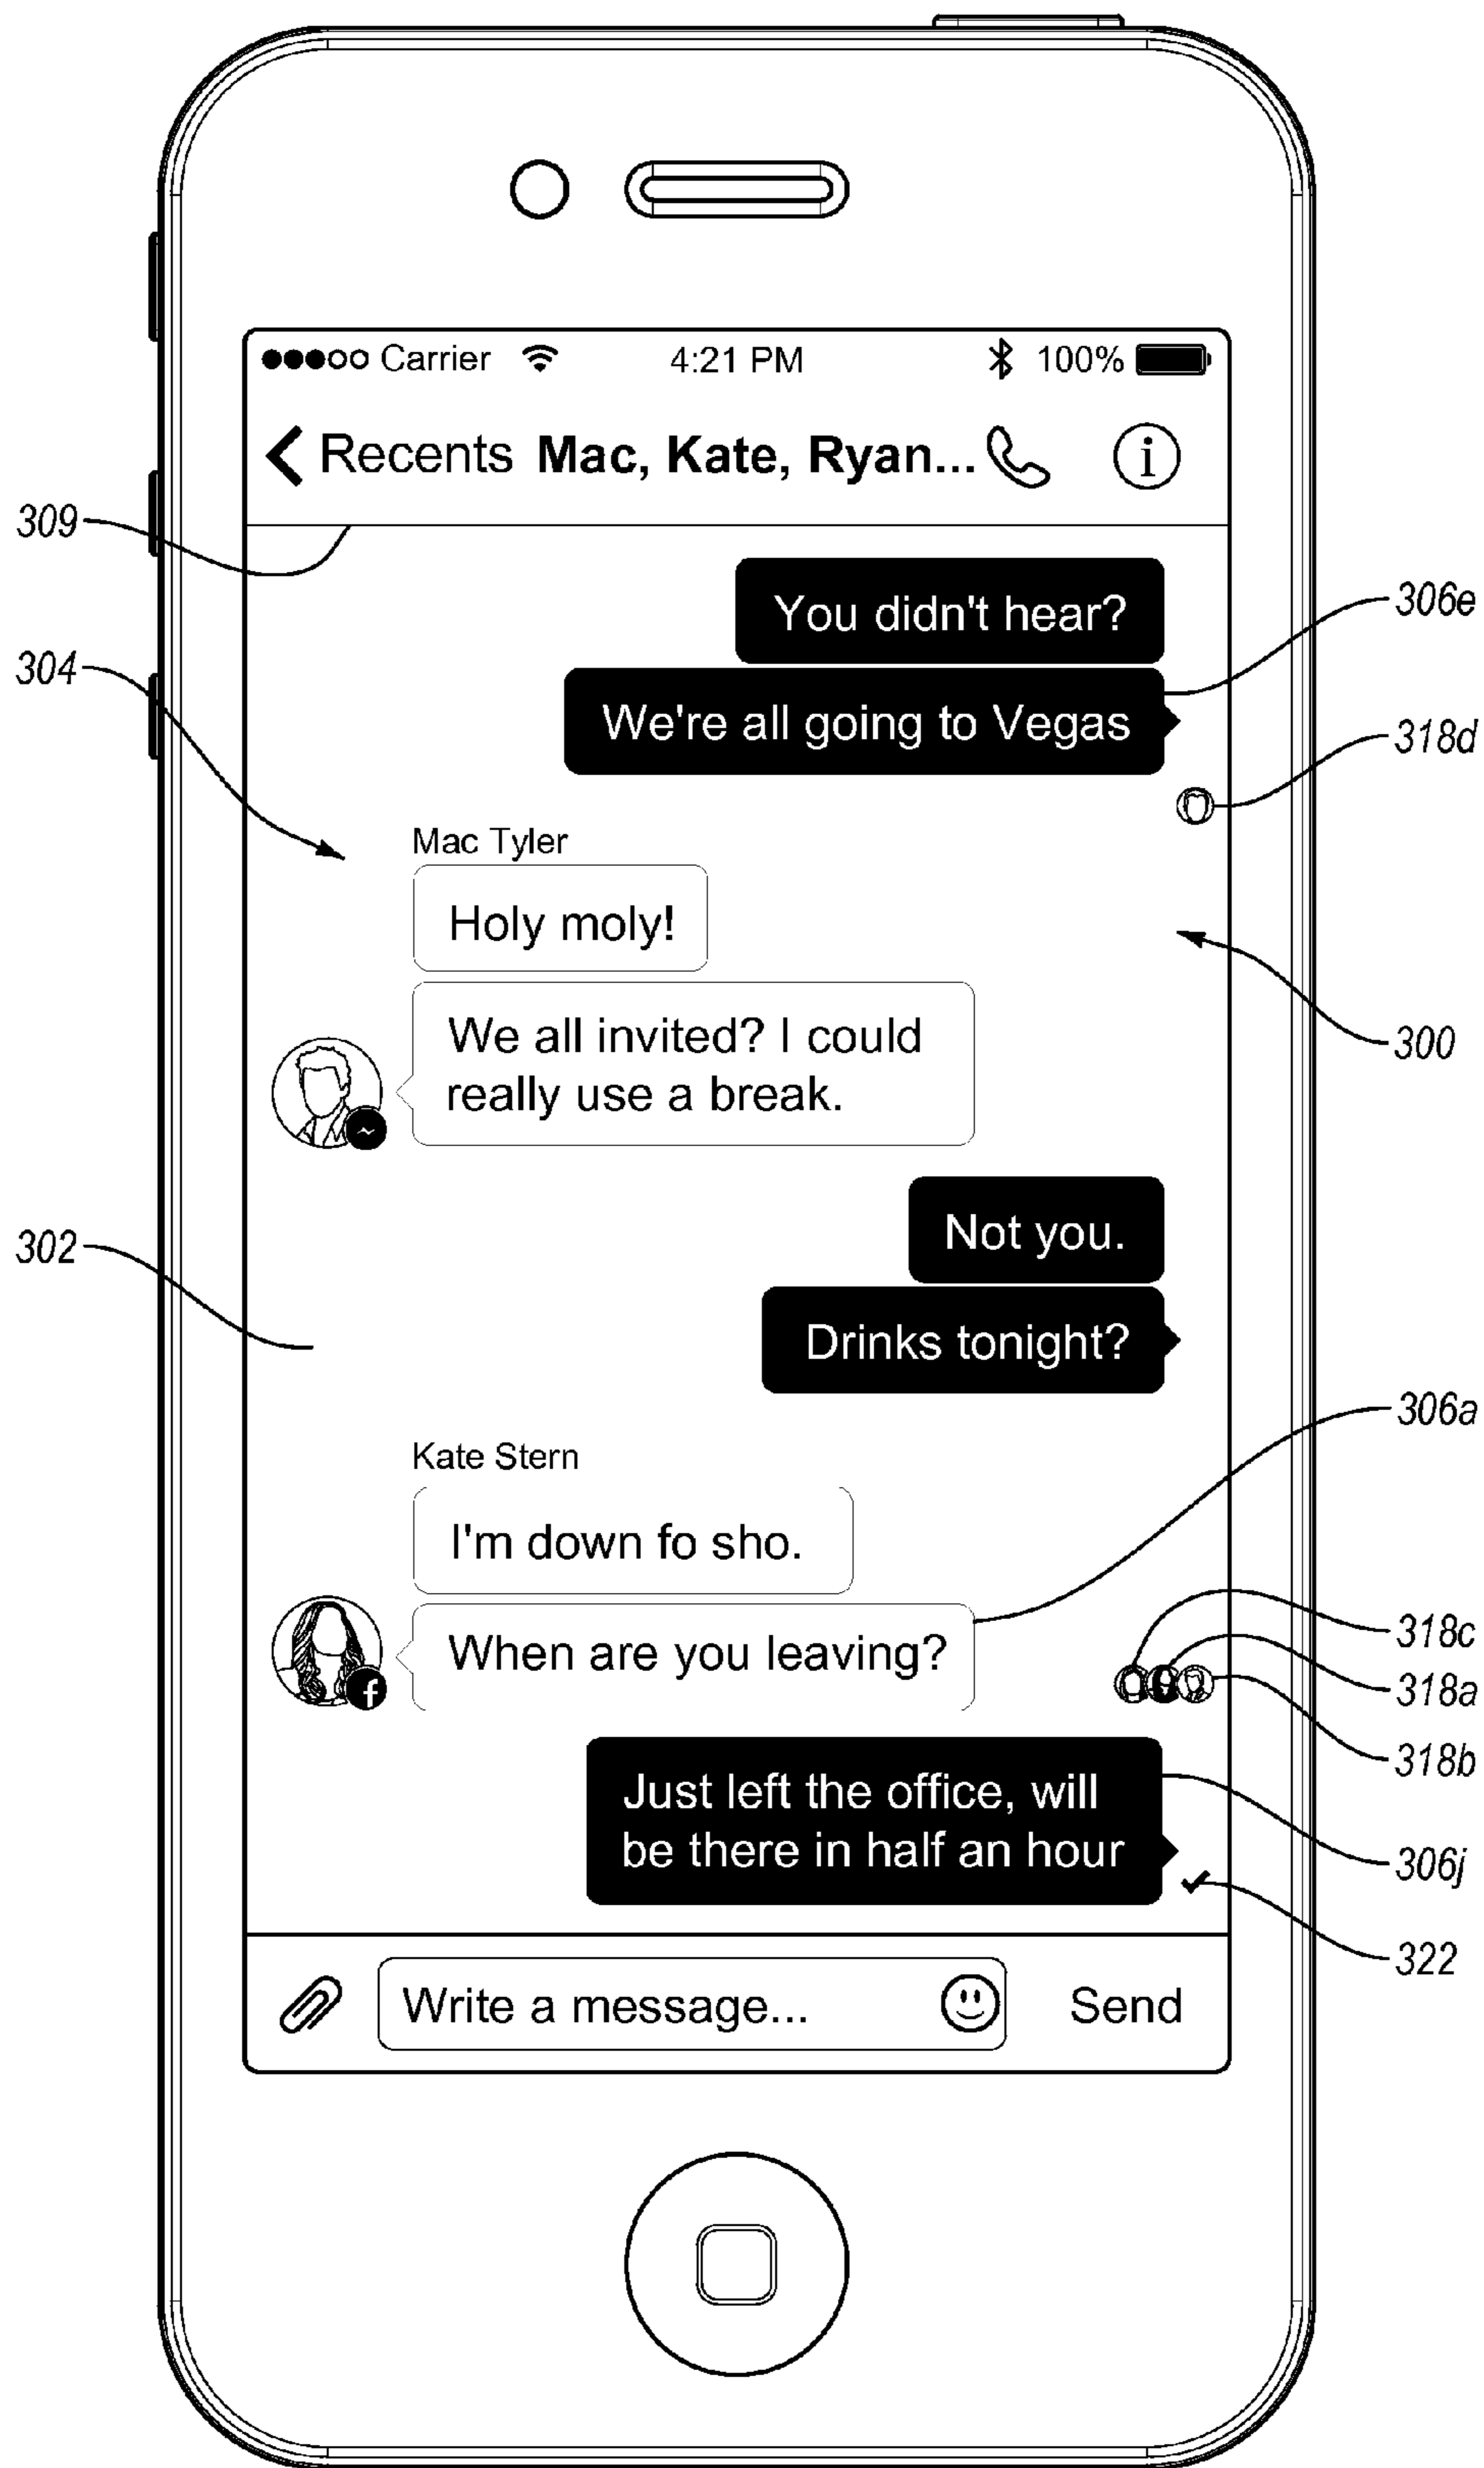 ●●●○○ Carrier 4:21 PM 100%
Recents Mac, Kate, Ryan...
309
You didn't hear?
306e
304
We're all going to Vegas
318d
Mac Tyler
Holy moly!
300
We all invited? I could
really use a break.
Not you.
302
Drinks tonight?
306a
Kate Stern
I'm down fo sho.
318c
When are you leaving?
318a
318b
Just left the office, will
be there in half an hour
306j
322
Write a message...
Send